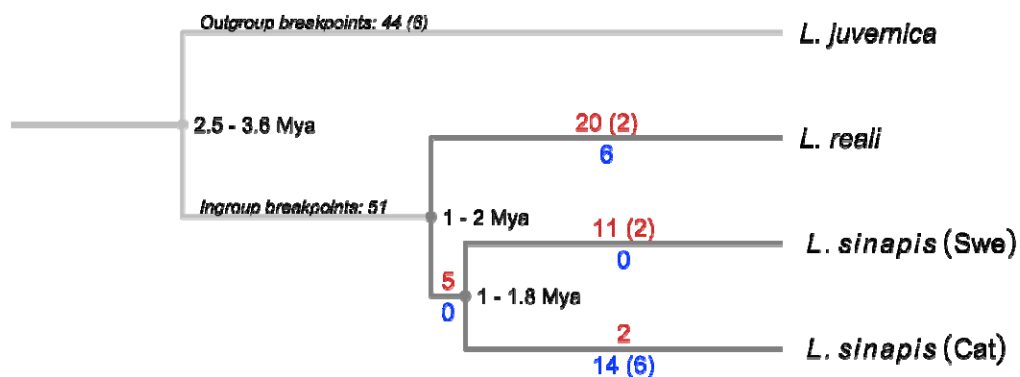 Outgroup breakpoints: 44 (6)
L. juvernica
2.5 - 3.6 Mya
20 (2)
L. reali
6
Ingroup breakpoints: 51
1 - 2 Mya
11 (2)
L. sinapis (Swe)
0
5
1 - 1.8 Mya
0
2
L. sinapis (Cat)
14 (6)